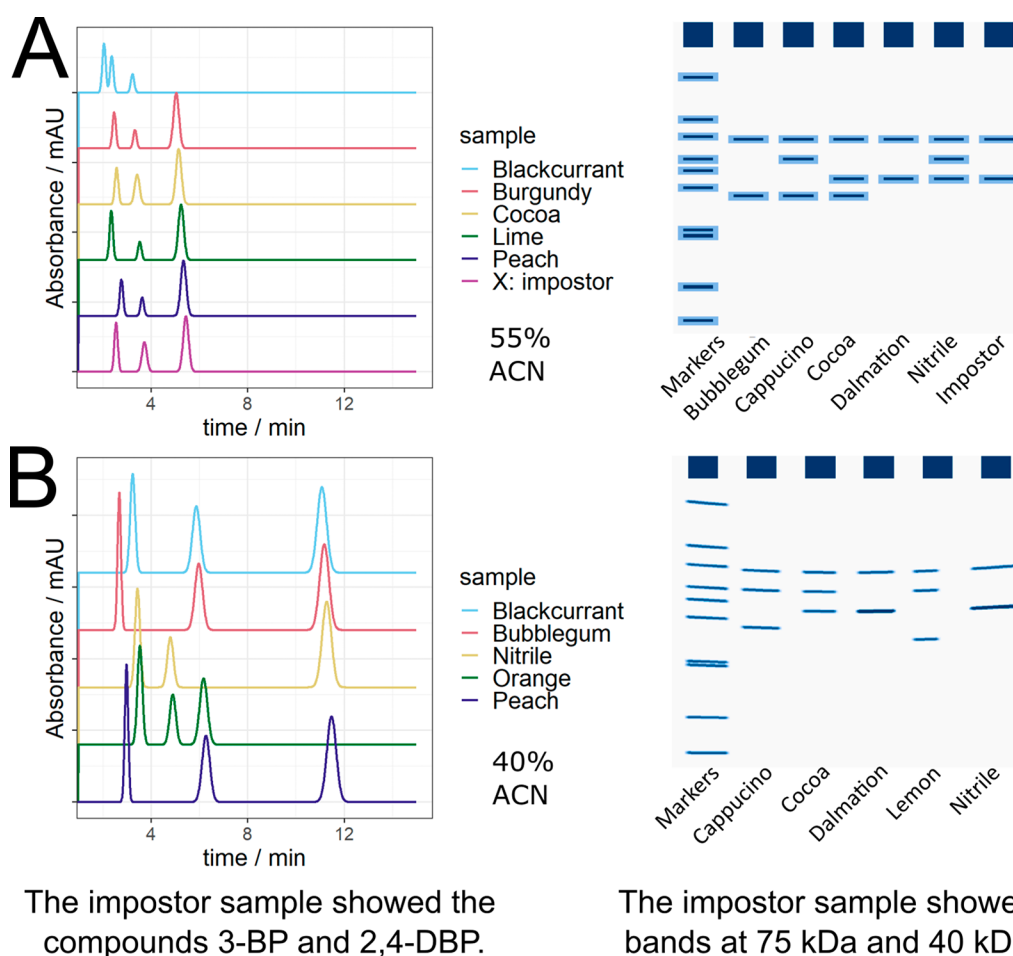 A
Absorbance / mAU
4 8 12
time / min
sample
Blackcurrant
Burgundy
Cocoa
Lime
Peach
X: impostor
55%
ACN
Markers
Bubblegum
Cappucino
Cocoa
Dalmation
Nitrile
Impostor
B
Absorbance / mAU
4 8 12
time / min
sample
Blackcurrant
Bubblegum
Nitrile
Orange
Peach
40%
ACN
Markers
Cappucino
Cocoa
Dalmation
Lemon
Nitrile
The impostor sample showed the
compounds 3-BP and 2,4-DBP.
The impostor sample showe
bands at 75 kDa and 40 kD